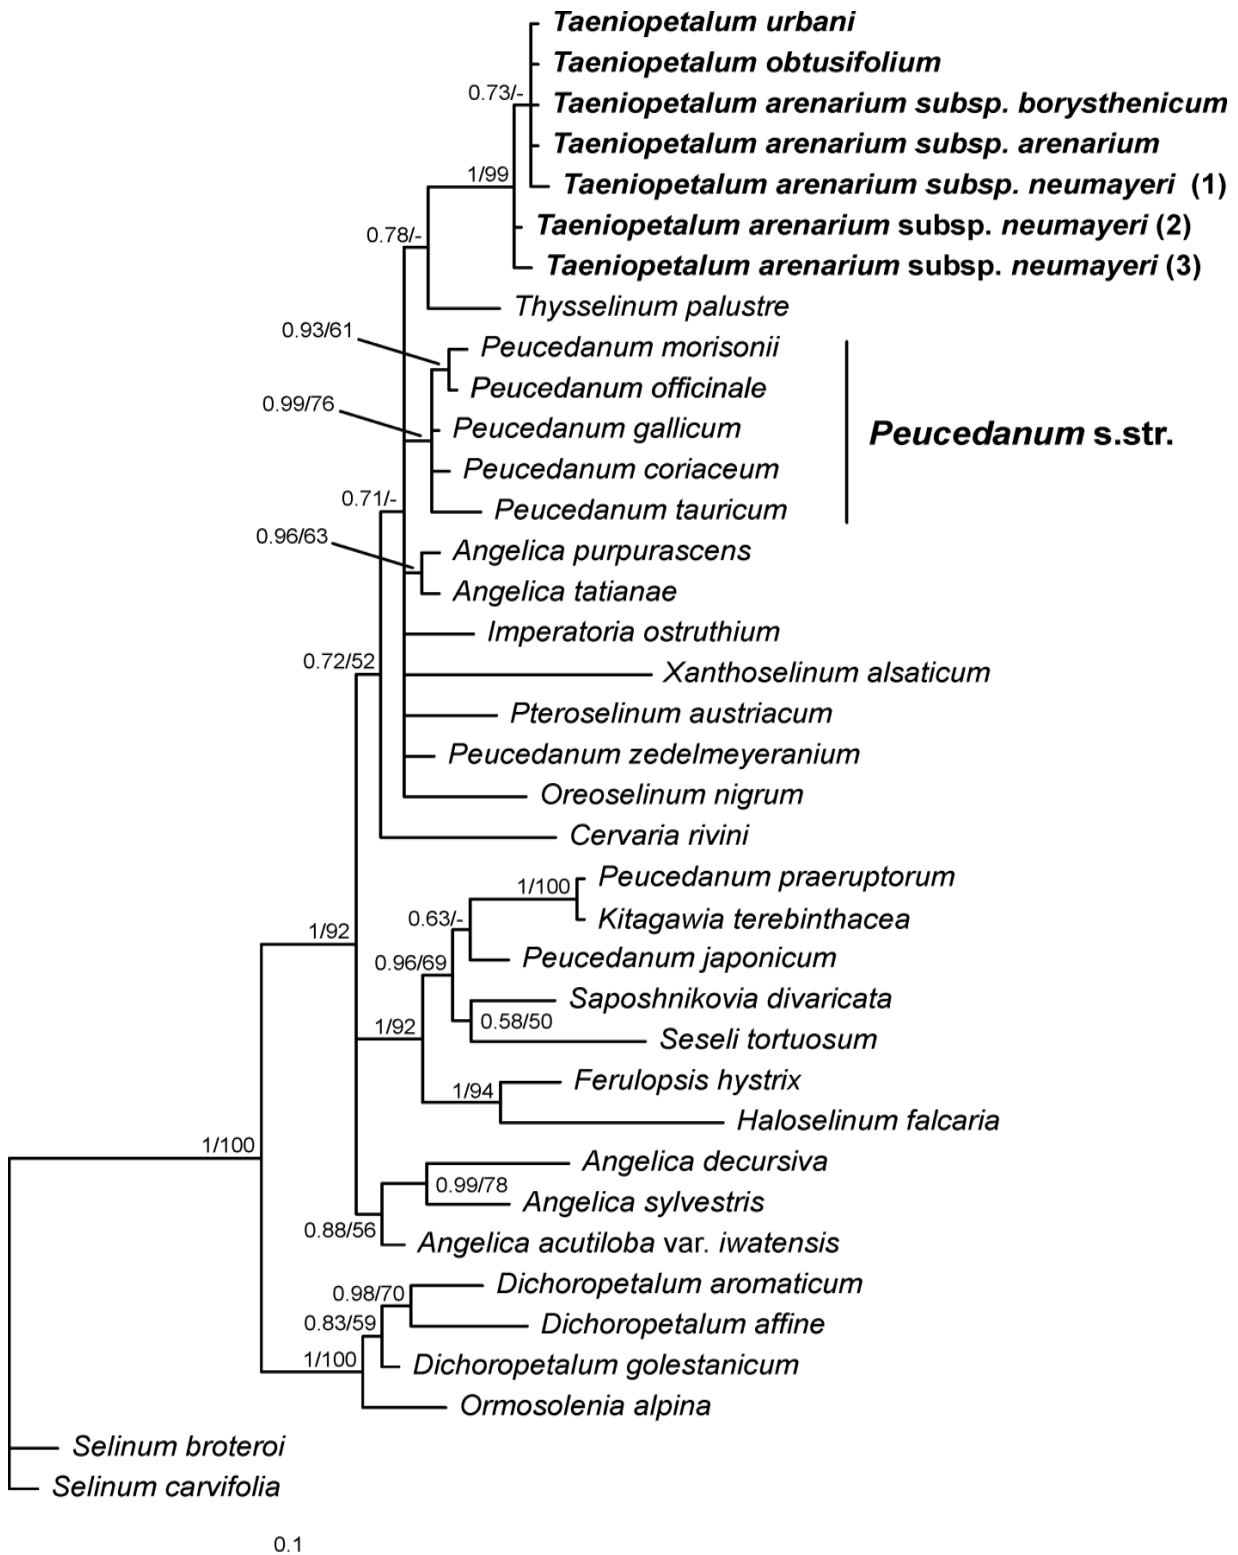 Taeniopetalum urbani
Taeniopetalum obtusifolium
0.73/-
Taeniopetalum arenarium subsp. borysthenicum
Taeniopetalum arenarium subsp. arenarium
1/99
Taeniopetalum arenarium subsp. neumayeri (1)
Taeniopetalum arenarium subsp. neumayeri (2)
0.78/-
Taeniopetalum arenarium subsp. neumayeri (3)
Thysselinum palustre
0.93/61
Peucedanum morisonii
Peucedanum officinale
0.99/76
Peucedanum gallicum
Peucedanum s.str.
Peucedanum coriaceum
0.71/-
Peucedanum tauricum
0.96/63
Angelica purpurascens
Angelica tatianae
Imperatoria ostruthium
0.72/52
Xanthoselinum alsaticum
Pteroselinum austriacum
Peucedanum zedelmeyeranium
Oreoselinum nigrum
Cervaria rivini
Peucedanum praeruptorum
1/100
Kitagawia terebinthacea
0.63/-
1/92
Peucedanum japonicum
0.96/69
Saposhnikovia divaricata
0.58/50
1/92
Seseli tortuosum
Ferulopsis hystrix
1/94
Haloselinum falcaria
1/100
Angelica decursiva
0.99/78
Angelica sylvestris
0.88/56
Angelica acutiloba var. iwatensis
Dichoropetalum aromaticum
0.98/70
0.83/59
Dichoropetalum affine
1/100
Dichoropetalum golestanicum
Ormosolenia alpina
Selinum broteroi
Selinum carvifolia
0.1